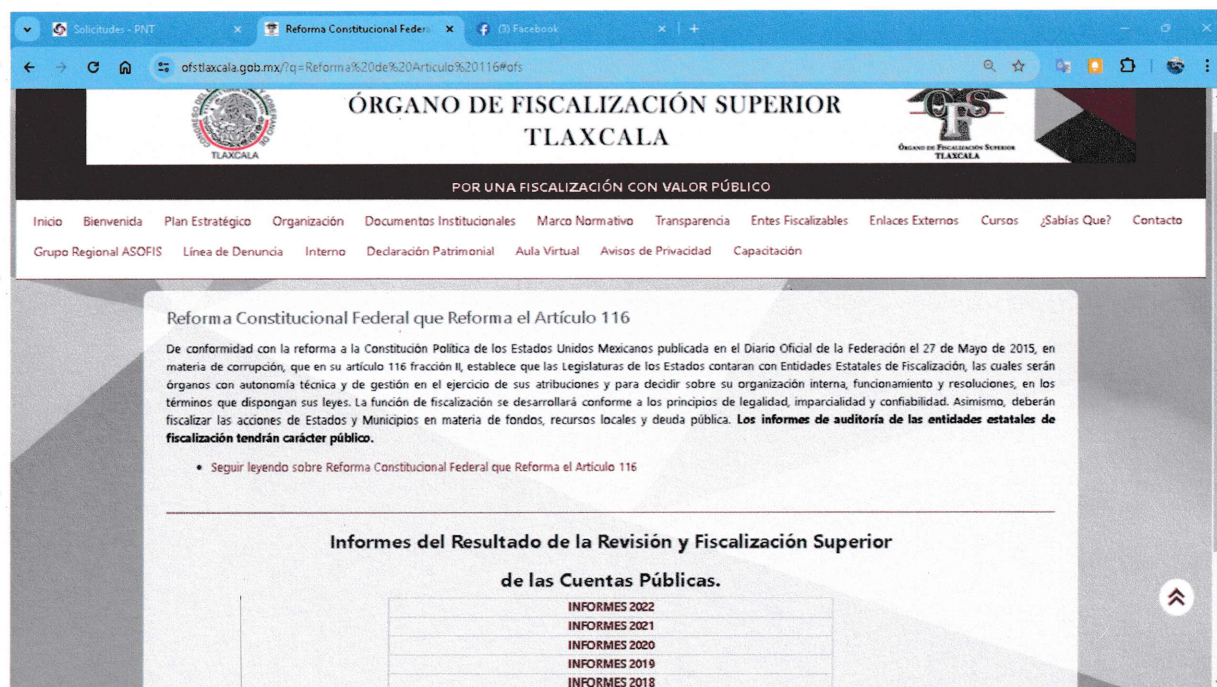 Solicitudes - PNT
Reforma Constitucional Feder
(3) Facebook
ofstlaxcala.gob.mx/?q=Reforma%20de%20Articulo%20116#ofs
ÓRGANO DE FISCALIZACIÓN SUPERIOR
TLAXCALA
TLAXCALA
OFS
ÓRGANO DE FISCALIZACIÓN SUPERIOR
TLAXCALA
POR UNA FISCALIZACIÓN CON VALOR PÚBLICO
Inicio Bienvenida Plan Estratégico Organización Documentos Institucionales Marco Normativo Transparencia Entes Fiscalizables Enlaces Externos Cursos ¿Sabías Que? Contacto
Grupo Regional ASOFIS Línea de Denuncia Interno Declaración Patrimonial Aula Virtual Avisos de Privacidad Capacitación
Reforma Constitucional Federal que Reforma el Artículo 116
De conformidad con la reforma a la Constitución Política de los Estados Unidos Mexicanos publicada en el Diario Oficial de la Federación el 27 de Mayo de 2015, en
materia de corrupción, que en su artículo 116 fracción II, establece que las Legislaturas de los Estados contaran con Entidades Estatales de Fiscalización, las cuales serán
órganos con autonomía técnica y de gestión en el ejercicio de sus atribuciones y para decidir sobre su organización interna, funcionamiento y resoluciones, en los
términos que dispongan sus leyes. La función de fiscalización se desarrollará conforme a los principios de legalidad, imparcialidad y confiabilidad. Asimismo, deberán
fiscalizar las acciones de Estados y Municipios en materia de fondos, recursos locales y deuda pública. Los informes de auditoría de las entidades estatales de
fiscalización tendrán carácter público.
• Seguir leyendo sobre Reforma Constitucional Federal que Reforma el Artículo 116
Informes del Resultado de la Revisión y Fiscalización Superior
de las Cuentas Públicas.
INFORMES 2022
INFORMES 2021
INFORMES 2020
INFORMES 2019
INFORMES 2018